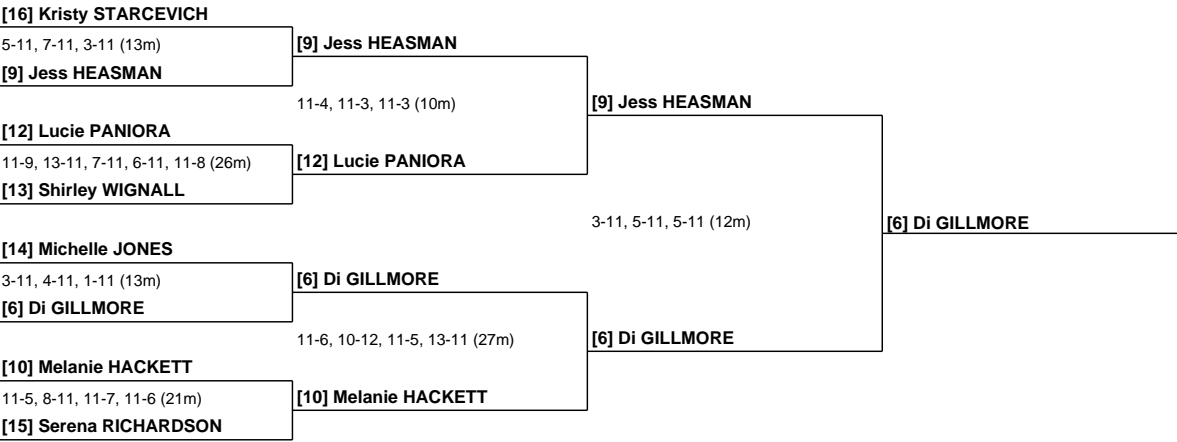 [16] Kristy STARCEVICH
5-11, 7-11, 3-11 (13m)
[9] Jess HEASMAN
[9] Jess HEASMAN
11-4, 11-3, 11-3 (10m)
[9] Jess HEASMAN
[12] Lucie PANIORA
11-9, 13-11, 7-11, 6-11, 11-8 (26m)
[12] Lucie PANIORA
[13] Shirley WIGNALL
3-11, 5-11, 5-11 (12m)
[6] Di GILLMORE
[14] Michelle JONES
3-11, 4-11, 1-11 (13m)
[6] Di GILLMORE
[6] Di GILLMORE
11-6, 10-12, 11-5, 13-11 (27m)
[6] Di GILLMORE
[10] Melanie HACKETT
11-5, 8-11, 11-7, 11-6 (21m)
[10] Melanie HACKETT
[15] Serena RICHARDSON